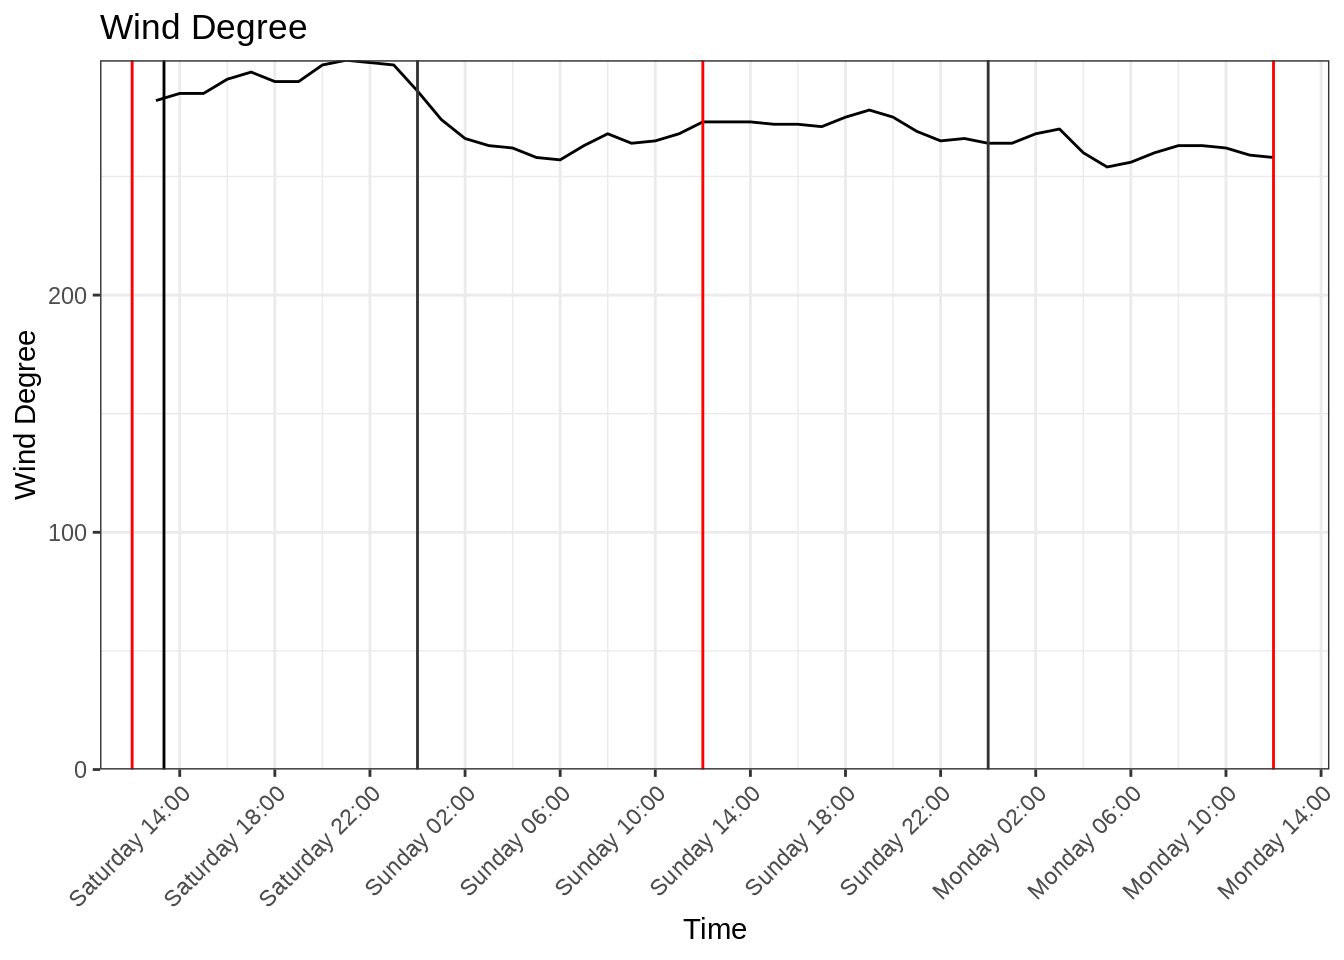 Wind Degree
Wind Degree
200
100
0
Saturday 14:00
Saturday 18:00
Saturday 22:00
Sunday 02:00
Sunday 06:00
Sunday 10:00
Sunday 14:00
Sunday 18:00
Sunday 22:00
Monday 02:00
Monday 06:00
Monday 10:00
Monday 14:00
Time